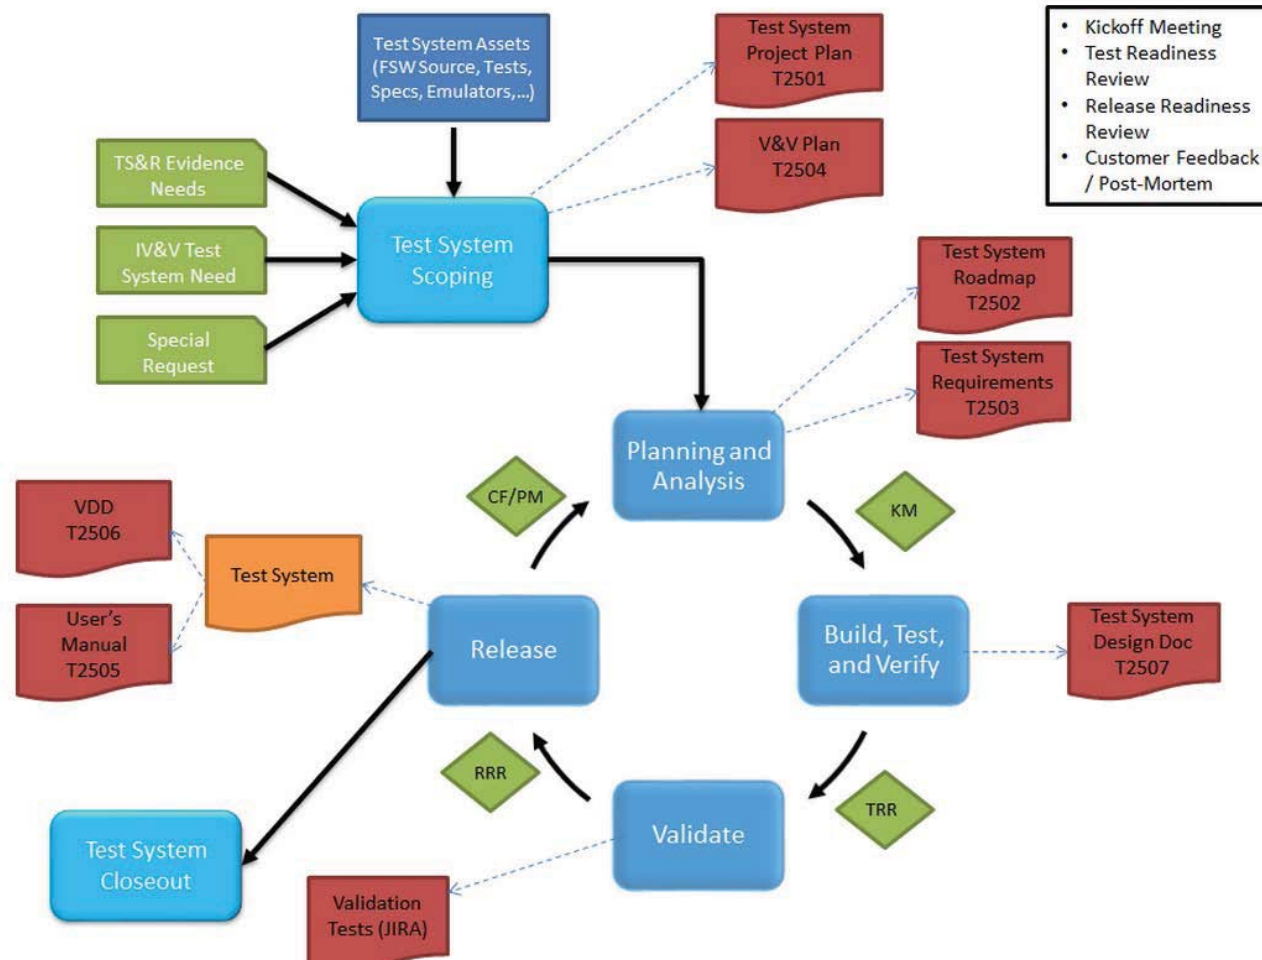 Test System Assets
(FSW Source, Tests,
Specs, Emulators,...)
Test System
Project Plan
T2501
V&V Plan
T2504
• Kickoff Meeting
• Test Readiness
Review
• Release Readiness
Review
• Customer Feedback
/ Post-Mortem
TS&R Evidence
Needs
IV&V Test
System Need
Special
Request
Test System
Scoping
Test System
Roadmap
T2502
Test System
Requirements
T2503
Planning and
Analysis
CF/PM
KM
VDD
T2506
User's
Manual
T2505
Test System
Release
Build, Test,
and Verify
Test System
Design Doc
T2507
RRR
TRR
Validate
Test System
Closeout
Validation
Tests (JIRA)